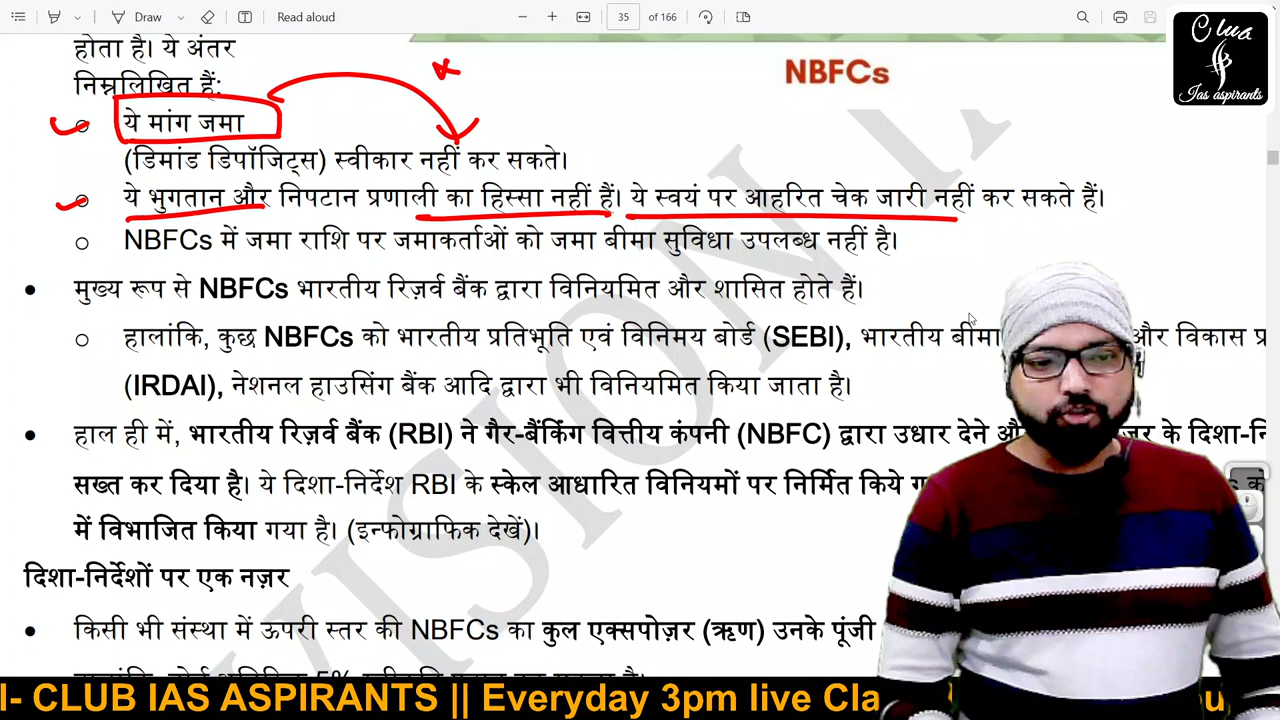 Draw
Read aloud
35 of 166
Club
Ias aspirants
होता है। ये अंतर
निम्नलिखित हैं:
NBFCs
o ये मांग जमा
(डिमांड डिपॉजिट्स) स्वीकार नहीं कर सकते।
o ये भुगतान और निपटान प्रणाली का हिस्सा नहीं हैं। ये स्वयं पर आहरित चेक जारी नहीं कर सकते हैं।
o NBFCs में जमा राशि पर जमाकर्ताओं को जमा बीमा सुविधा उपलब्ध नहीं है।
• मुख्य रूप से NBFCs भारतीय रिज़र्व बैंक द्वारा विनियमित और शासित होते हैं।
o हालांकि, कुछ NBFCs को भारतीय प्रतिभूति एवं विनिमय बोर्ड (SEBI), भारतीय बीमा और विकास
(IRDAI), नेशनल हाउसिंग बैंक आदि द्वारा भी विनियमित किया जाता है।
• हाल ही में, भारतीय रिज़र्व बैंक (RBI) ने गैर-बैंकिंग वित्तीय कंपनी (NBFC) द्वारा उधार देने के
सख्त कर दिया है। ये दिशा-निर्देश RBI के स्केल आधारित विनियमों पर निर्मित किये
में विभाजित किया गया है। (इन्फोग्राफिक देखें)।
दिशा-निर्देशों पर एक नज़र
• किसी भी संस्था में ऊपरी स्तर की NBFCs का कुल एक्सपोज़र (ऋण) उनके पूंजी
VISION
- CLUB IAS ASPIRANTS || Everyday 3pm live